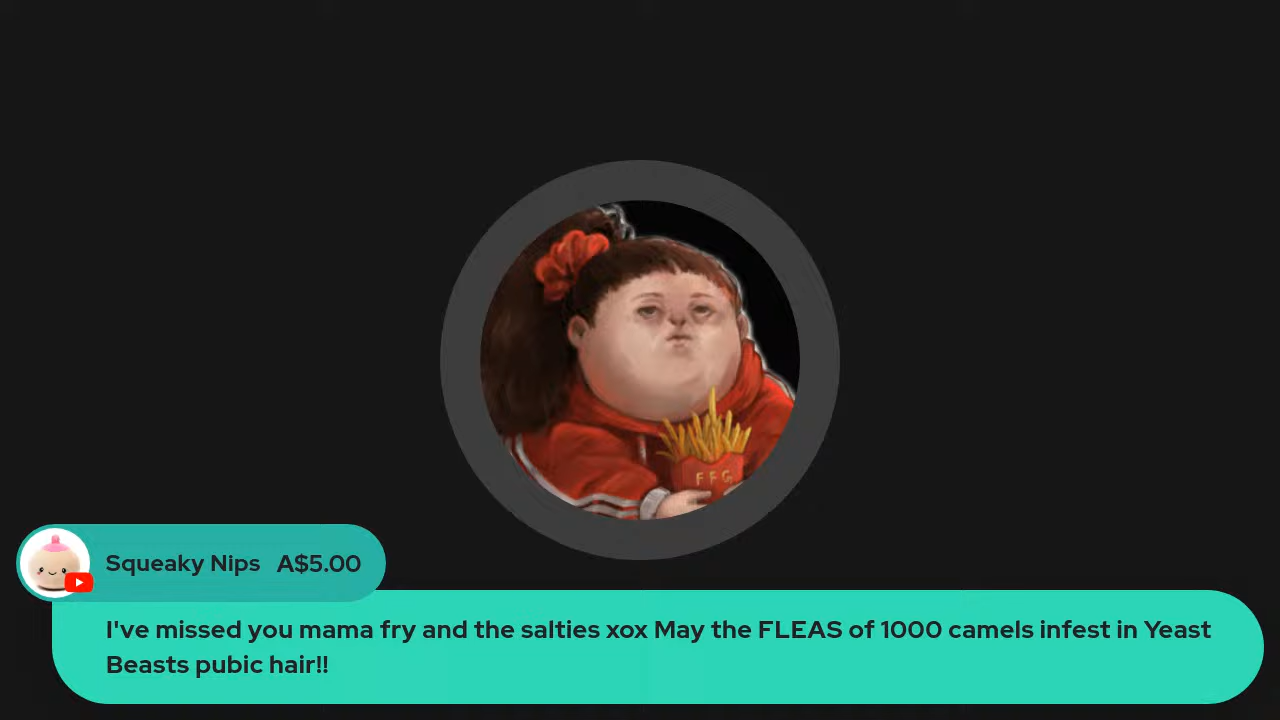 FFG
Squeaky Nips A$5.00
I've missed you mama fry and the salties xox May the FLEAS of 1000 camels infest in Yeast
Beasts pubic hair!!